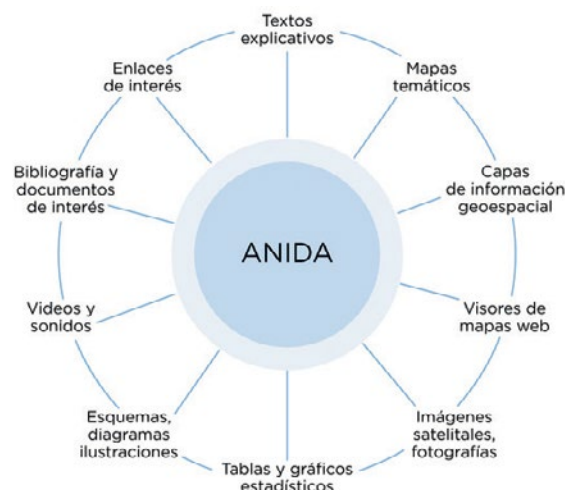 Textos
explicativos
Mapas
temáticos
Capas
de información
geoespacial
Visores de
mapas web
Imágenes
satelitales,
fotografías
Tablas y gráficos
estadísticos
Esquemas,
diagramas
ilustraciones
Videos y
sonidos
Bibliografía y
documentos
de interés
Enlaces
de interés
ANIDA